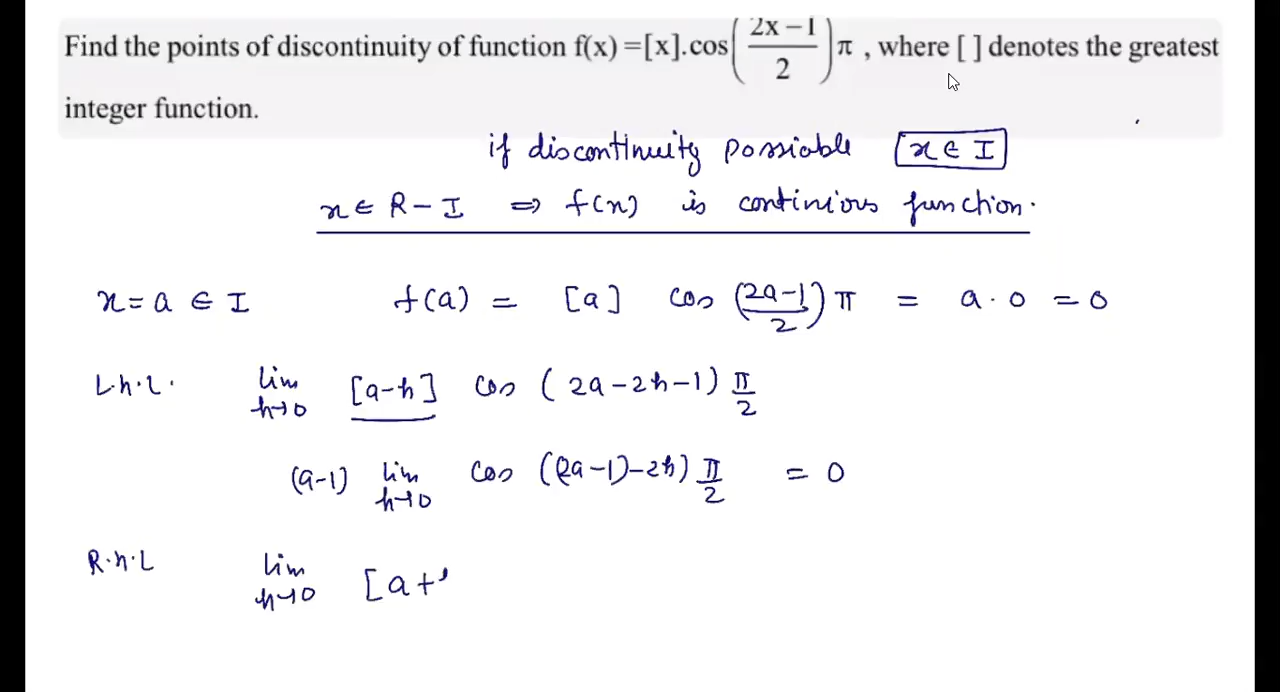 Find the points of discontinuity of function f(x) =[x].cos((2x – 1)/2)π , where [ ] denotes the greatest
integer function.
if discontinuity possiable x ∈ I
x ∈ R – I ⇒ f(x) is continious function.
x = a ∈ I f(a) = [a] cos ((2a-1)/2) π = a · 0 = 0
L.h.L. lim h→0 [a-h] cos ( 2a - 2h - 1) π/2
(a-1) lim h→0 cos ((2a-1)-2h) π/2 = 0
R.h.L lim h→0 [a+